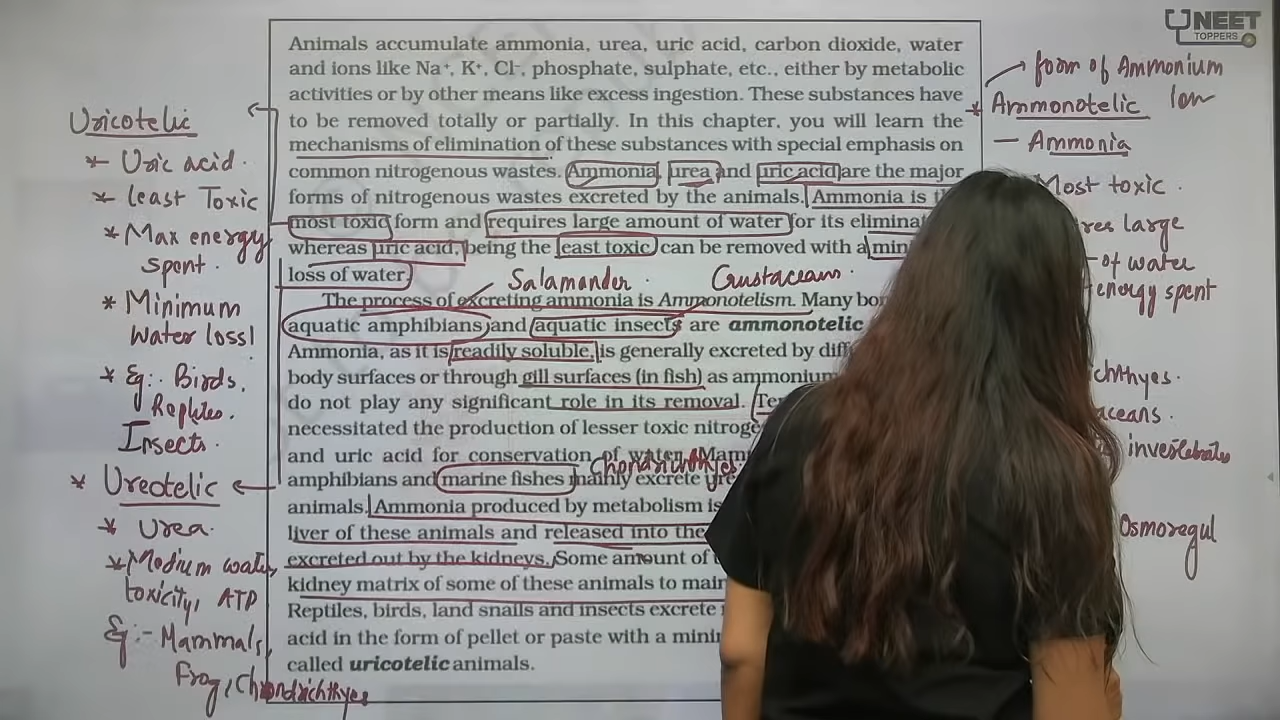 NEET
TOPPERS
Animals accumulate ammonia, urea, uric acid, carbon dioxide, water
and ions like Na⁺, K⁺, Cl⁻, phosphate, sulphate, etc., either by metabolic
activities or by other means like excess ingestion. These substances have
to be removed totally or partially. In this chapter, you will learn the
mechanisms of elimination of these substances with special emphasis on
common nitrogenous wastes. Ammonia, urea and uric acid are the major
forms of nitrogenous wastes excreted by the animals. Ammonia is
most toxic form and requires large amount of water for its
whereas uric acid, being the least toxic can be removed with a
loss of water.
Salamander. Crustaceans.
The process of excreting ammonia is Ammonotelism. Many
aquatic amphibians and aquatic insects are ammonotelic
Ammonia, as it is readily soluble, is generally excreted by
body surfaces or through gill surfaces (in fish) as
do not play any significant role in its removal.
necessitated the production of lesser toxic
and uric acid for conservation of water.
Chondrichthyes.
amphibians and marine fishes mainly excrete
animals. Ammonia produced by metabolism is
liver of these animals and released into the
excreted out by the kidneys. Some amount of
kidney matrix of some of these animals to
Reptiles, birds, land snails and insects excrete
acid in the form of pellet or paste with a
called uricotelic animals.
Uricotelic
* Uric acid.
* least Toxic
* Max energy
spent.
* Minimum
Water loss!
* Eg:- Birds,
Reptiles.
Insects.
* Ureotelic
* Urea.
* Medium water,
toxicity, ATP
Eg:- Mammals,
Frog, Chondrichthyes
form of Ammonium
Ion
* Ammonotelic
- Ammonia
Most toxic.
large
of water
energy spent
invertebrates